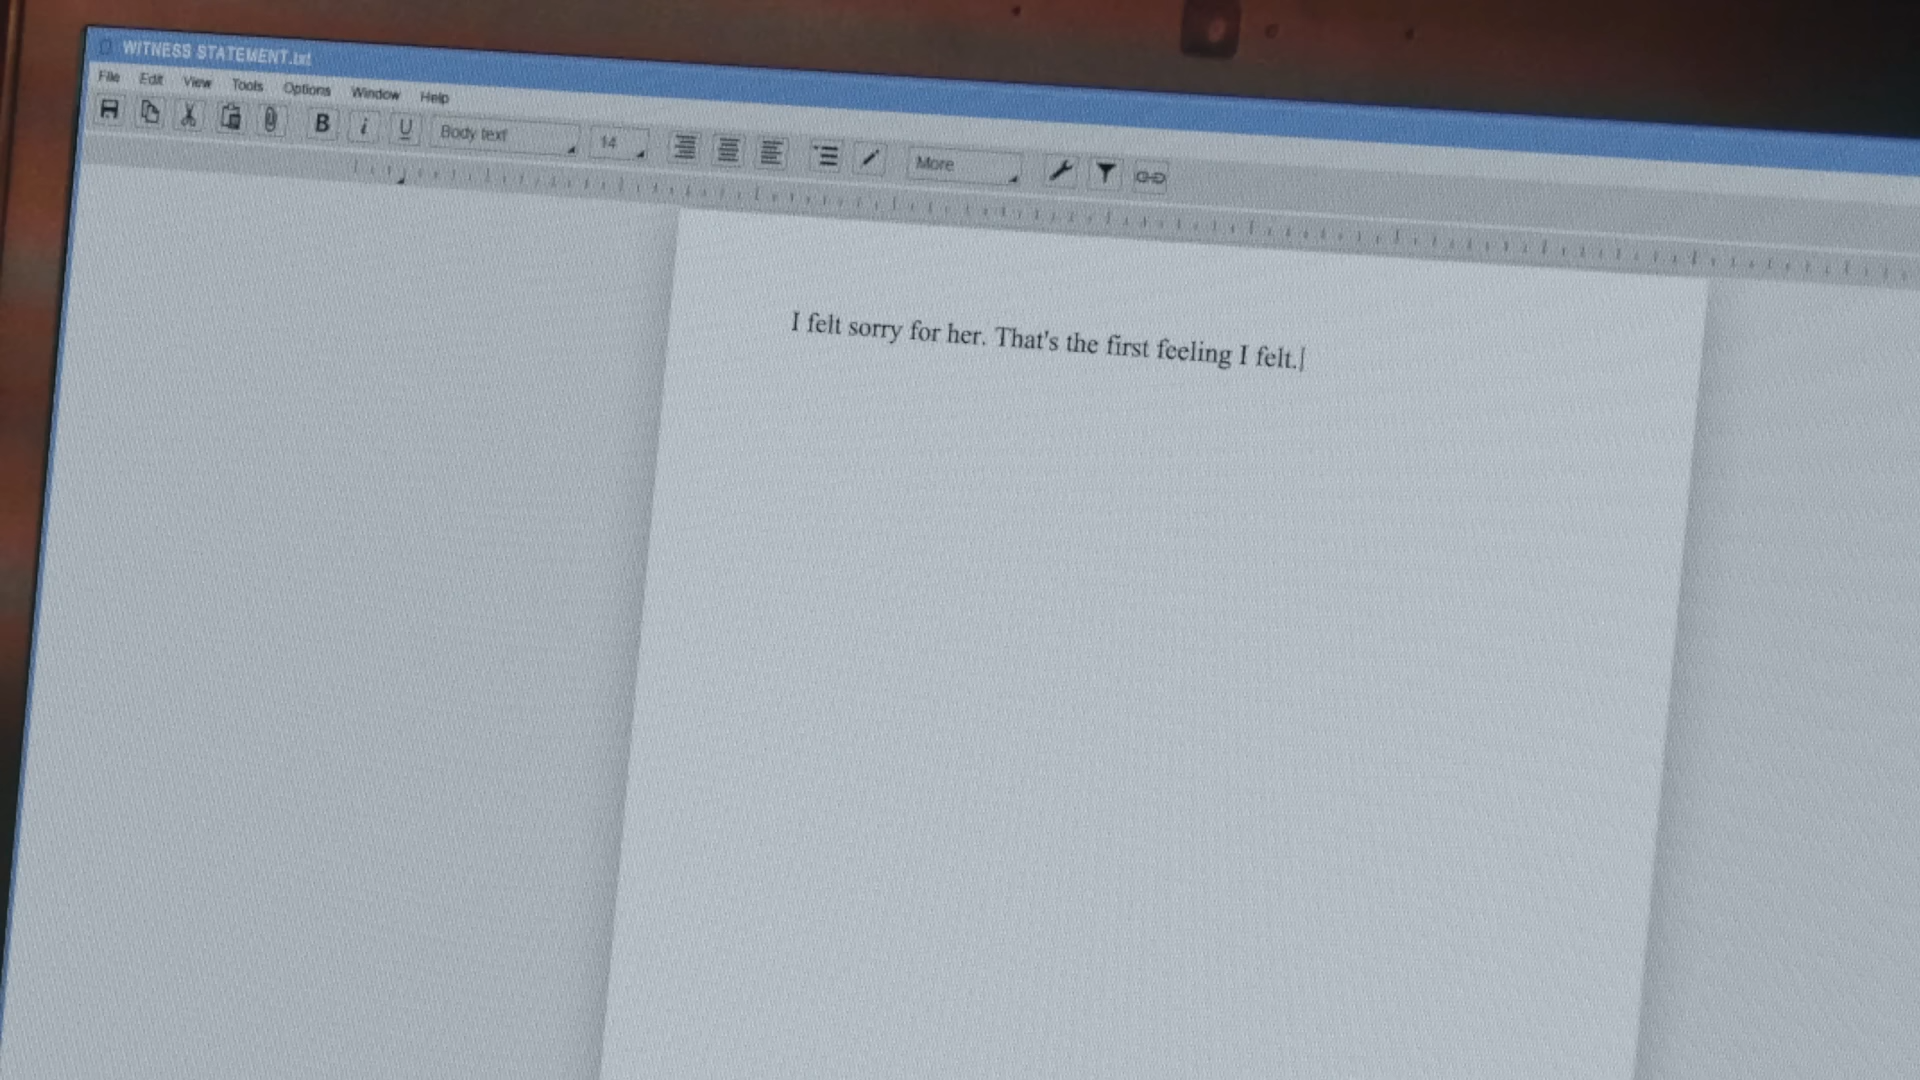 WITNESS STATEMENT.txt
File Edit View Tools Options Window Help
B i U Body text 14 More
I felt sorry for her. That's the first feeling I felt.